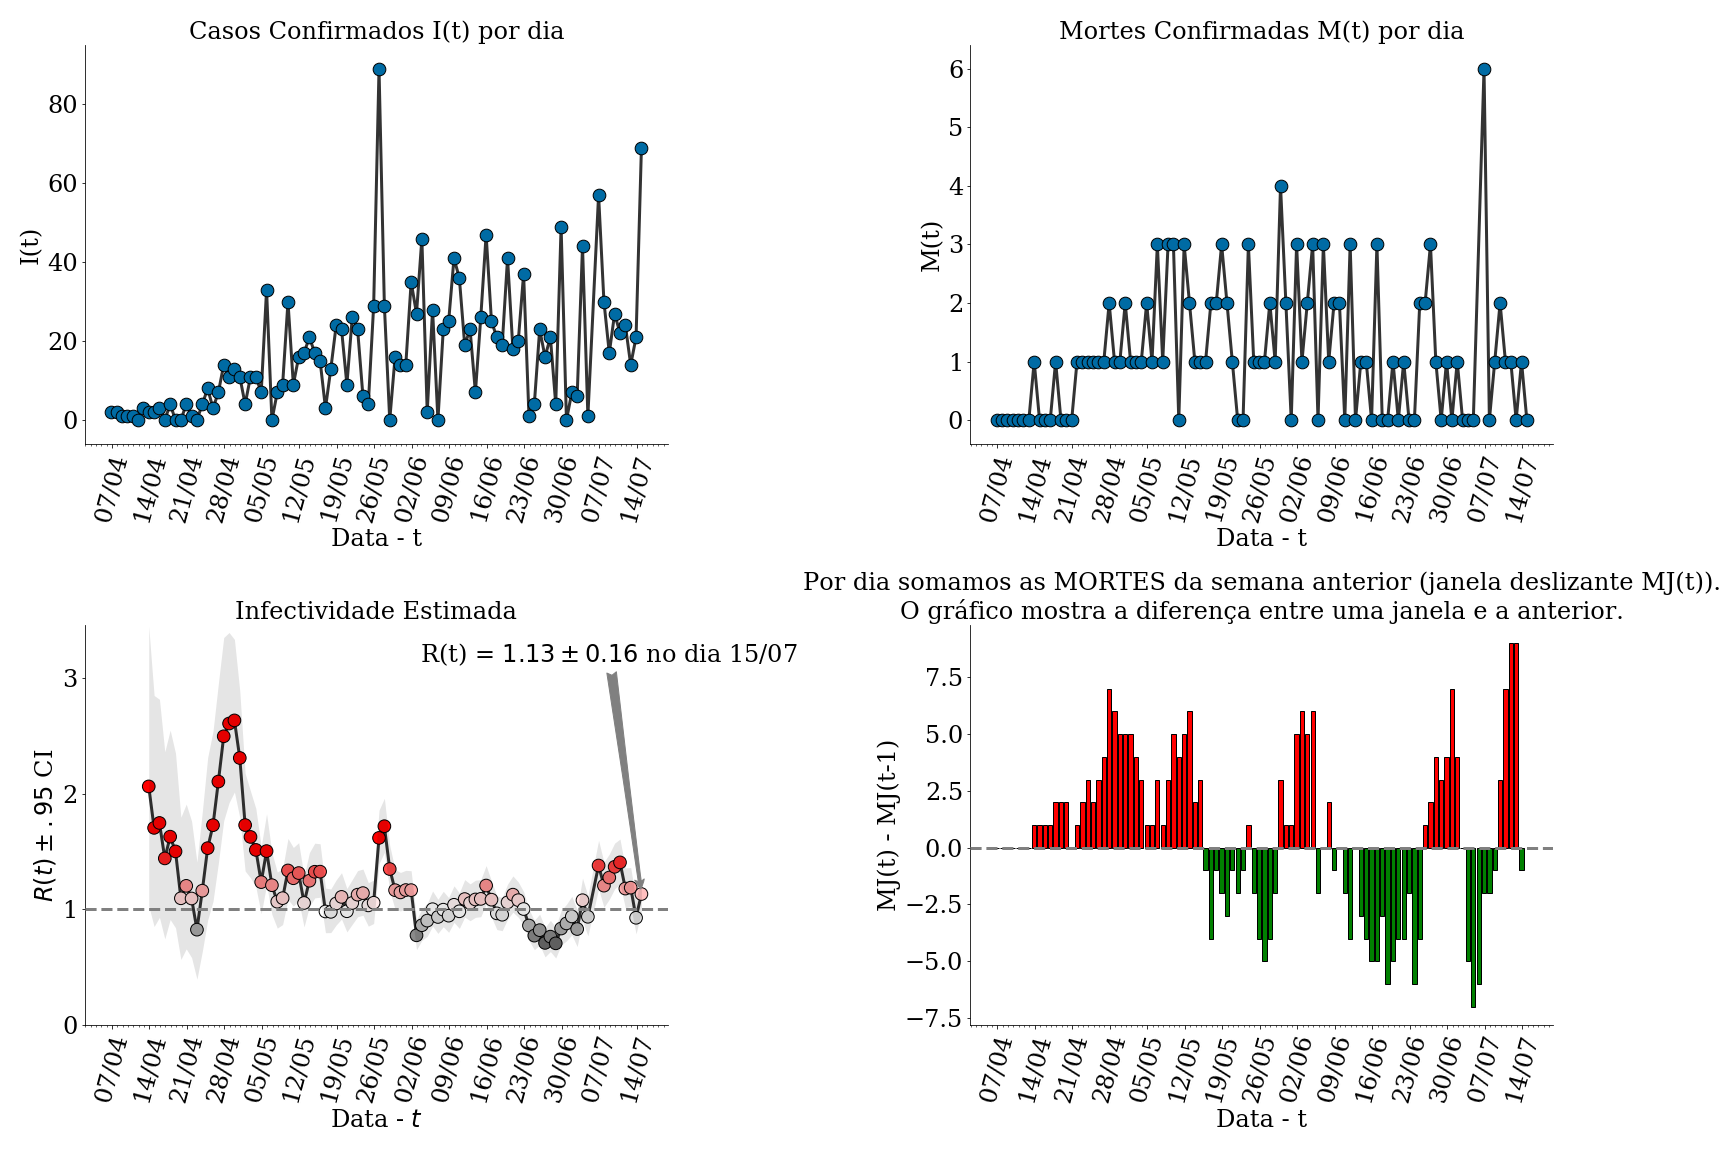 Casos Confirmados I(t) por dia
I(t)
80
60
40
20
0
07/04 14/04 21/04 28/04 05/05 12/05 19/05 26/05 02/06 09/06 16/06 23/06 30/06 07/07 14/07
Data - t
Mortes Confirmadas M(t) por dia
M(t)
6
5
4
3
2
1
0
07/04 14/04 21/04 28/04 05/05 12/05 19/05 26/05 02/06 09/06 16/06 23/06 30/06 07/07 14/07
Data - t
Infectividade Estimada
R(t) = 1.13 ± 0.16 no dia 15/07
R(t) ± .95 CI
3
2
1
0
07/04 14/04 21/04 28/04 05/05 12/05 19/05 26/05 02/06 09/06 16/06 23/06 30/06 07/07 14/07
Data - t
Por dia somamos as MORTES da semana anterior (janela deslizante MJ(t)).
O gráfico mostra a diferença entre uma janela e a anterior.
MJ(t) - MJ(t-1)
7.5
5.0
2.5
0.0
−2.5
−5.0
−7.5
07/04 14/04 21/04 28/04 05/05 12/05 19/05 26/05 02/06 09/06 16/06 23/06 30/06 07/07 14/07
Data - t